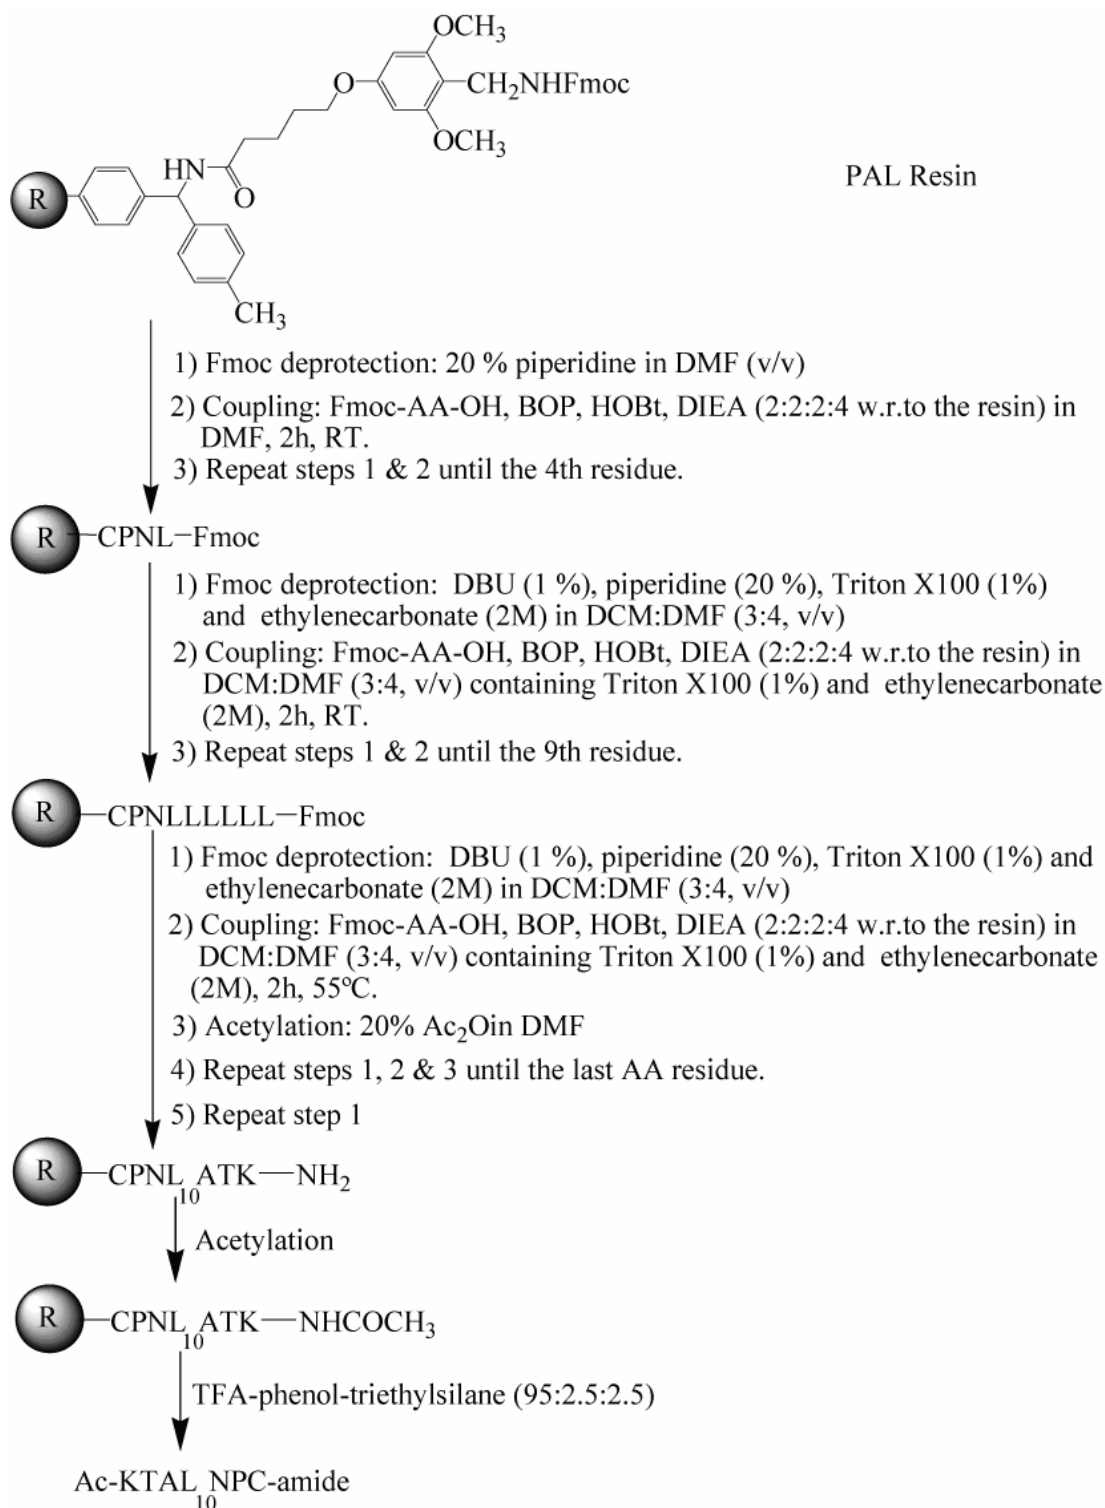 OCH₃
O
CH₂NHFmoc
OCH₃
HN
O
R
PAL Resin
CH₃
1) Fmoc deprotection: 20 % piperidine in DMF (v/v)
2) Coupling: Fmoc-AA-OH, BOP, HOBt, DIEA (2:2:2:4 w.r.to the resin) in
DMF, 2h, RT.
3) Repeat steps 1 & 2 until the 4th residue.
R CPNL-Fmoc
1) Fmoc deprotection: DBU (1 %), piperidine (20 %), Triton X100 (1%)
and ethylenecarbonate (2M) in DCM:DMF (3:4, v/v)
2) Coupling: Fmoc-AA-OH, BOP, HOBt, DIEA (2:2:2:4 w.r.to the resin) in
DCM:DMF (3:4, v/v) containing Triton X100 (1%) and ethylenecarbonate
(2M), 2h, RT.
3) Repeat steps 1 & 2 until the 9th residue.
R CPNLLLLLL-Fmoc
1) Fmoc deprotection: DBU (1 %), piperidine (20 %), Triton X100 (1%) and
ethylenecarbonate (2M) in DCM:DMF (3:4, v/v)
2) Coupling: Fmoc-AA-OH, BOP, HOBt, DIEA (2:2:2:4 w.r.to the resin) in
DCM:DMF (3:4, v/v) containing Triton X100 (1%) and ethylenecarbonate
(2M), 2h, 55ºC.
3) Acetylation: 20% Ac₂Oin DMF
4) Repeat steps 1, 2 & 3 until the last AA residue.
5) Repeat step 1
R CPNL₁₀ATK—NH₂
Acetylation
R CPNL₁₀ATK—NHCOCH₃
TFA-phenol-triethylsilane (95:2.5:2.5)
Ac-KTAL₁₀NPC-amide